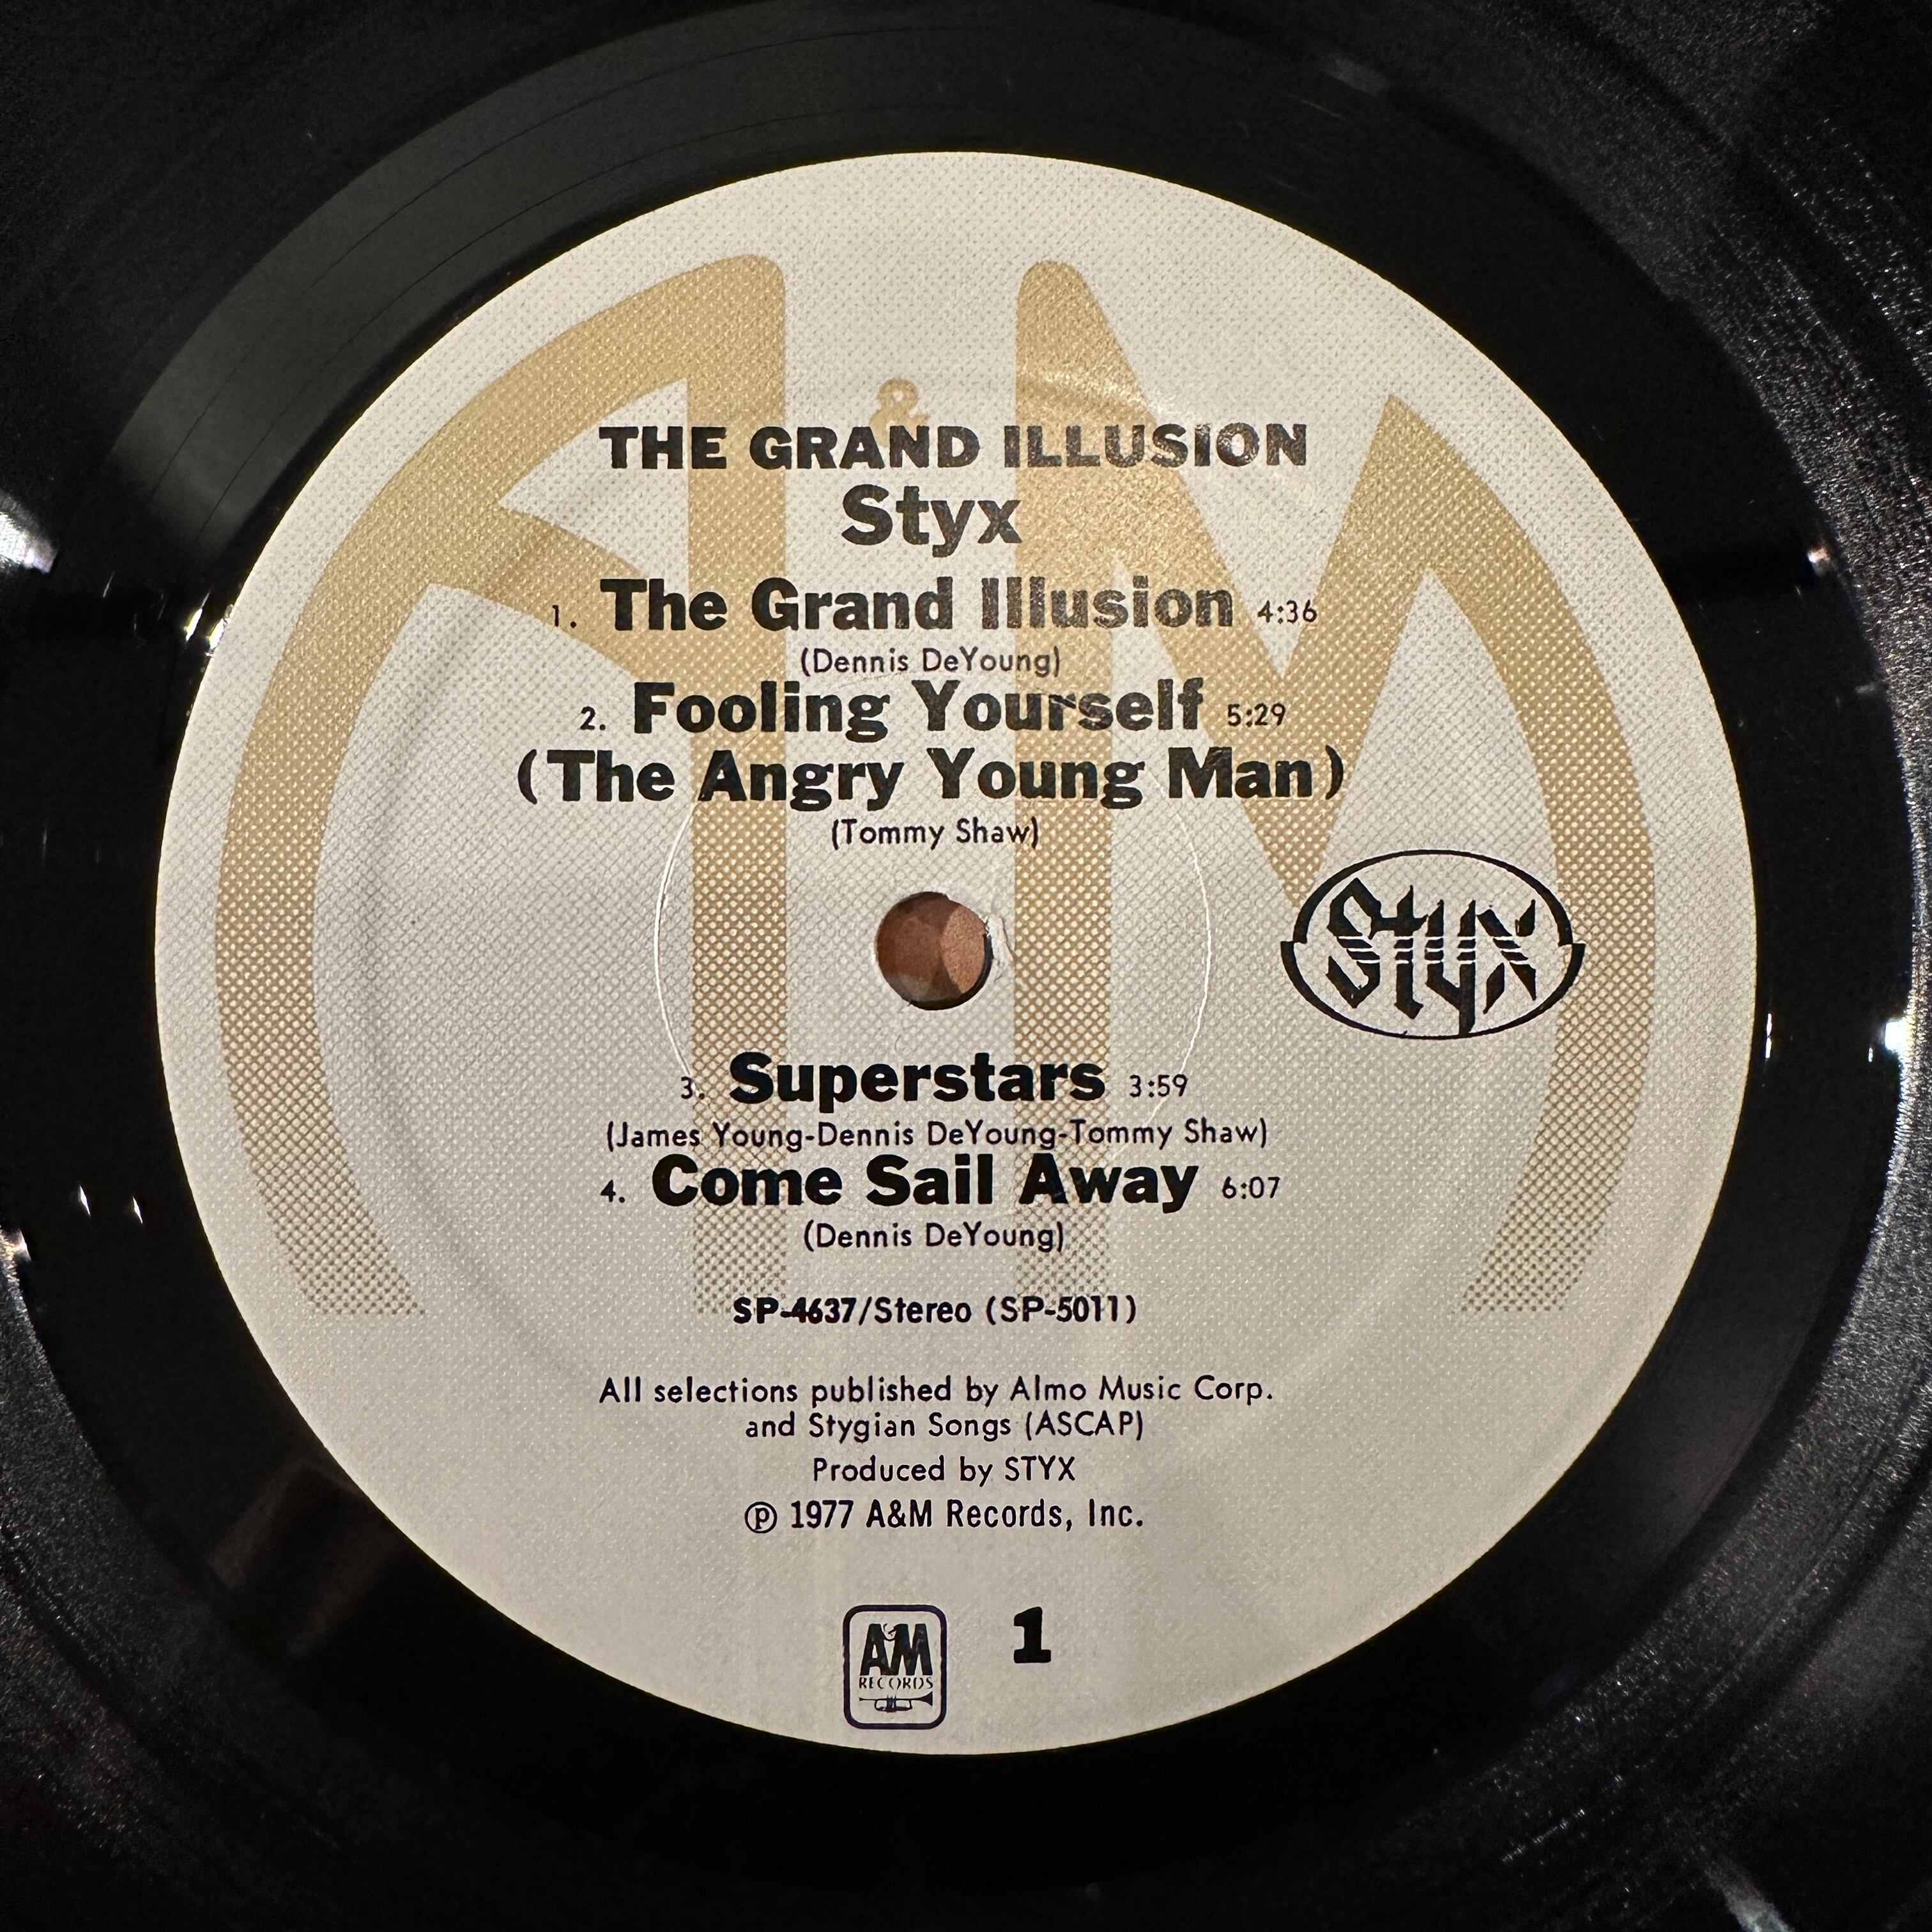 &
THE GRAND ILLUSION
Styx
1. The Grand Illusion 4:36
(Dennis DeYoung)
2. Fooling Yourself 5:29
(The Angry Young Man)
(Tommy Shaw)
Styx
3. Superstars 3:59
(James Young-Dennis DeYoung-Tommy Shaw)
4. Come Sail Away 6:07
(Dennis DeYoung)
SP-4637/Stereo (SP-5011)
All selections published by Almo Music Corp.
and Stygian Songs (ASCAP)
Produced by STYX
℗ 1977 A&M Records, Inc.
A&M
RECORDS
1